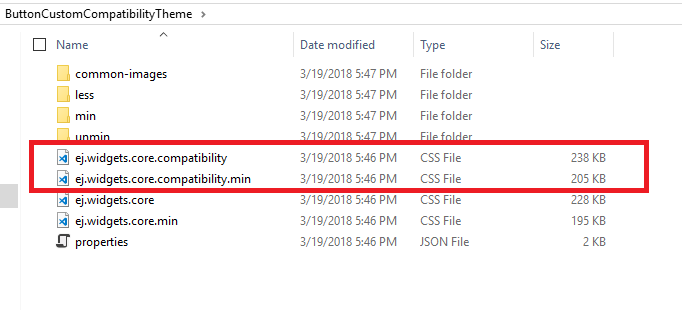 ButtonCustomCompatibilityTheme
Name Date modified Type Size
common-images 3/19/2018 5:47 PM File folder
less 3/19/2018 5:47 PM File folder
min 3/19/2018 5:47 PM File folder
unmin 3/19/2018 5:47 PM File folder
ej.widgets.core.compatibility 3/19/2018 5:46 PM CSS File 238 KB
ej.widgets.core.compatibility.min 3/19/2018 5:46 PM CSS File 205 KB
ej.widgets.core 3/19/2018 5:46 PM CSS File 228 KB
ej.widgets.core.min 3/19/2018 5:46 PM CSS File 195 KB
properties 3/19/2018 5:46 PM JSON File 2 KB